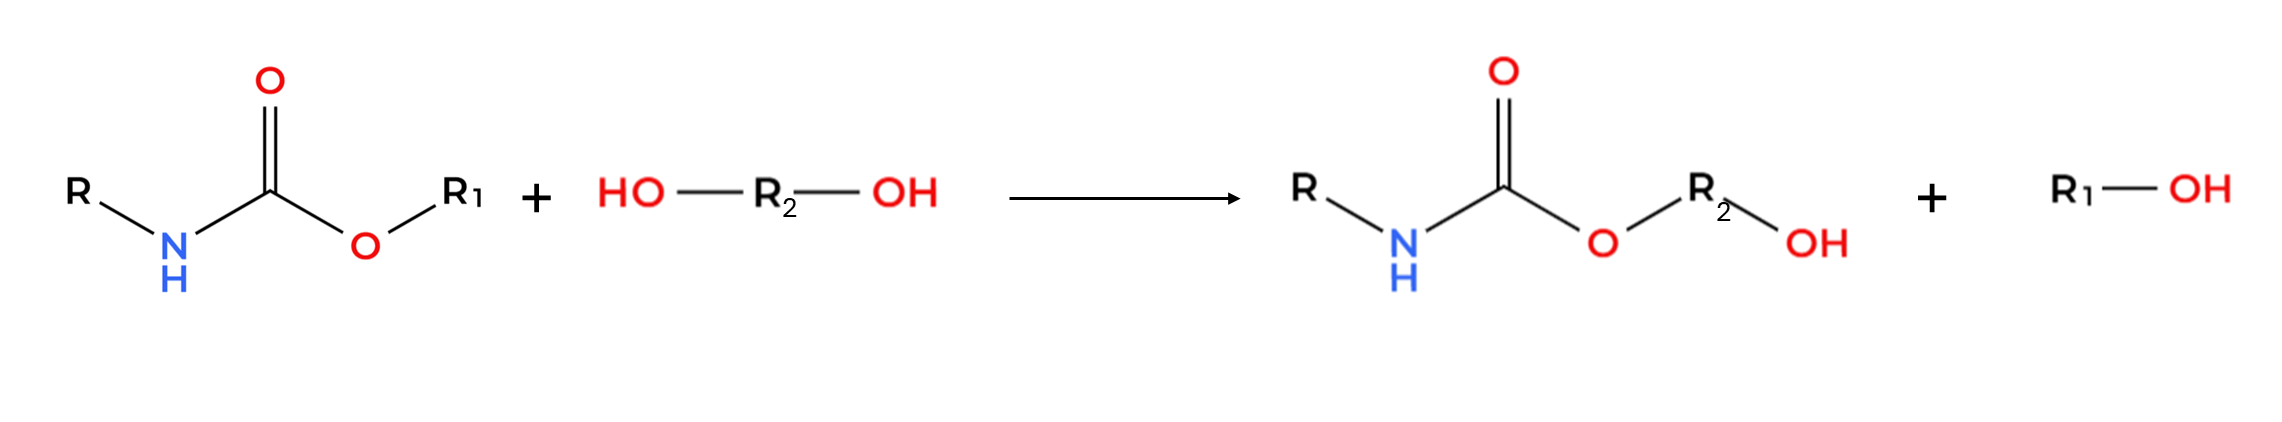 O O
R R1 + HO R2 OH R R2 + R1 OH
N O N O OH
H H